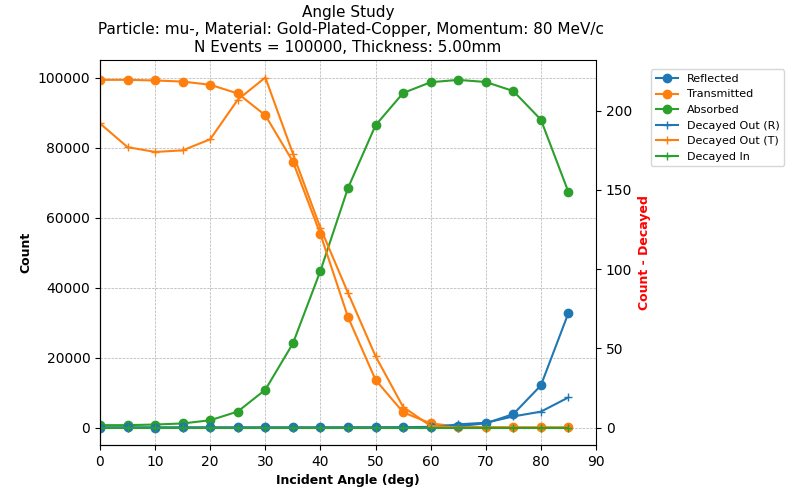 Angle Study
Particle: mu-, Material: Gold-Plated-Copper, Momentum: 80 MeV/c
N Events = 100000, Thickness: 5.00mm
100000
80000
60000
40000
20000
0
Count
0 10 20 30 40 50 60 70 80 90
Incident Angle (deg)
200
150
100
50
0
Count - Decayed
Reflected
Transmitted
Absorbed
Decayed Out (R)
Decayed Out (T)
Decayed In